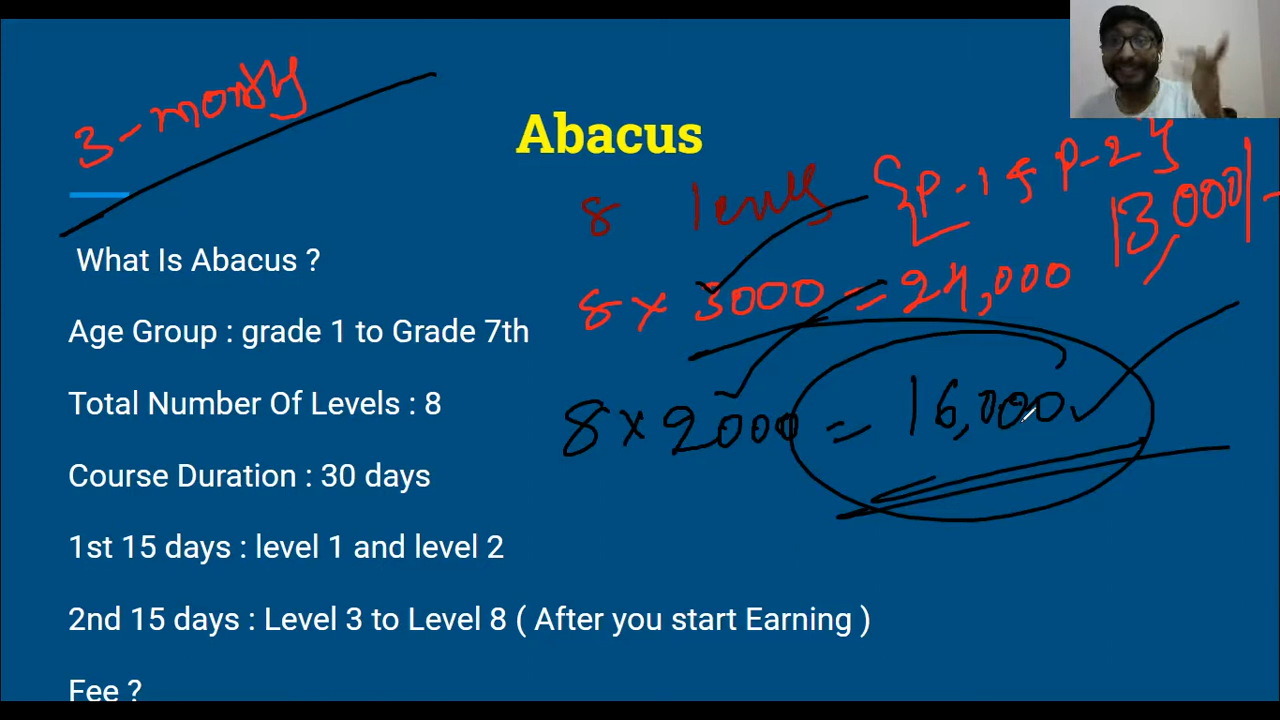 3-montly
Abacus
8 levels {P-1 & P-2}
13,000/-
What Is Abacus ?
8 x 3000 = 24,000
Age Group : grade 1 to Grade 7th
Total Number Of Levels : 8
8 x 2000 = 16,000
Course Duration : 30 days
1st 15 days : level 1 and level 2
2nd 15 days : Level 3 to Level 8 ( After you start Earning )
Fee ?